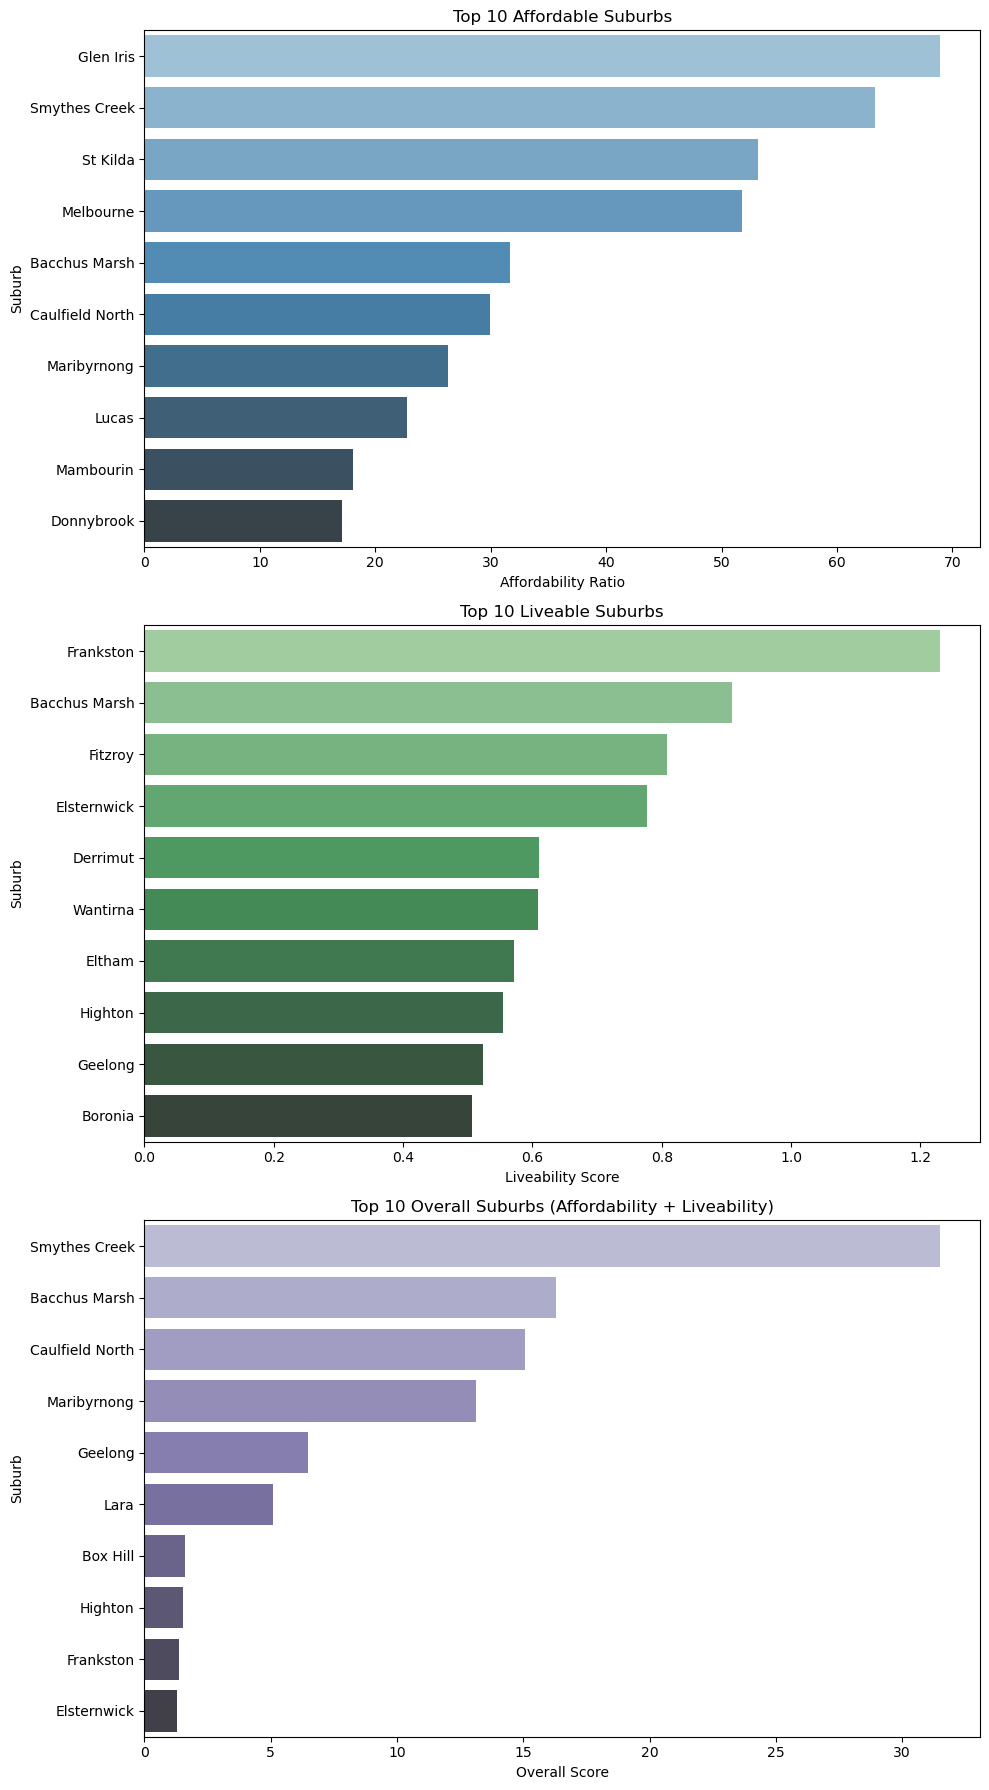 Top 10 Affordable Suburbs
Suburb
Glen Iris
Smythes Creek
St Kilda
Melbourne
Bacchus Marsh
Caulfield North
Maribyrnong
Lucas
Mambourin
Donnybrook
0 10 20 30 40 50 60 70
Affordability Ratio
Top 10 Liveable Suburbs
Suburb
Frankston
Bacchus Marsh
Fitzroy
Elsternwick
Derrimut
Wantirna
Eltham
Highton
Geelong
Boronia
0.0 0.2 0.4 0.6 0.8 1.0 1.2
Liveability Score
Top 10 Overall Suburbs (Affordability + Liveability)
Suburb
Smythes Creek
Bacchus Marsh
Caulfield North
Maribyrnong
Geelong
Lara
Box Hill
Highton
Frankston
Elsternwick
0 5 10 15 20 25 30
Overall Score